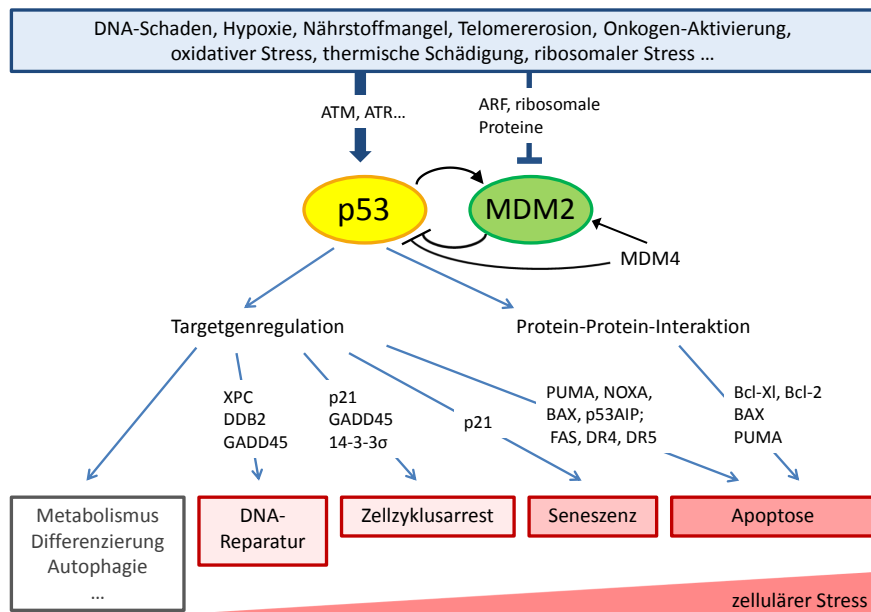 DNA-Schaden, Hypoxie, Nährstoffmangel, Telomererosion, Onkogen-Aktivierung,
oxidativer Stress, thermische Schädigung, ribosomaler Stress ...
ATM, ATR...
ARF, ribosomale
Proteine
p53
MDM2
MDM4
Targetgenregulation
Protein-Protein-Interaktion
XPC
DDB2
GADD45
p21
GADD45
14-3-3σ
p21
PUMA, NOXA,
BAX, p53AIP;
FAS, DR4, DR5
Bcl-Xl, Bcl-2
BAX
PUMA
Metabolismus
Differenzierung
Autophagie
...
DNA-
Reparatur
Zellzyklusarrest
Seneszenz
Apoptose
zellulärer Stress